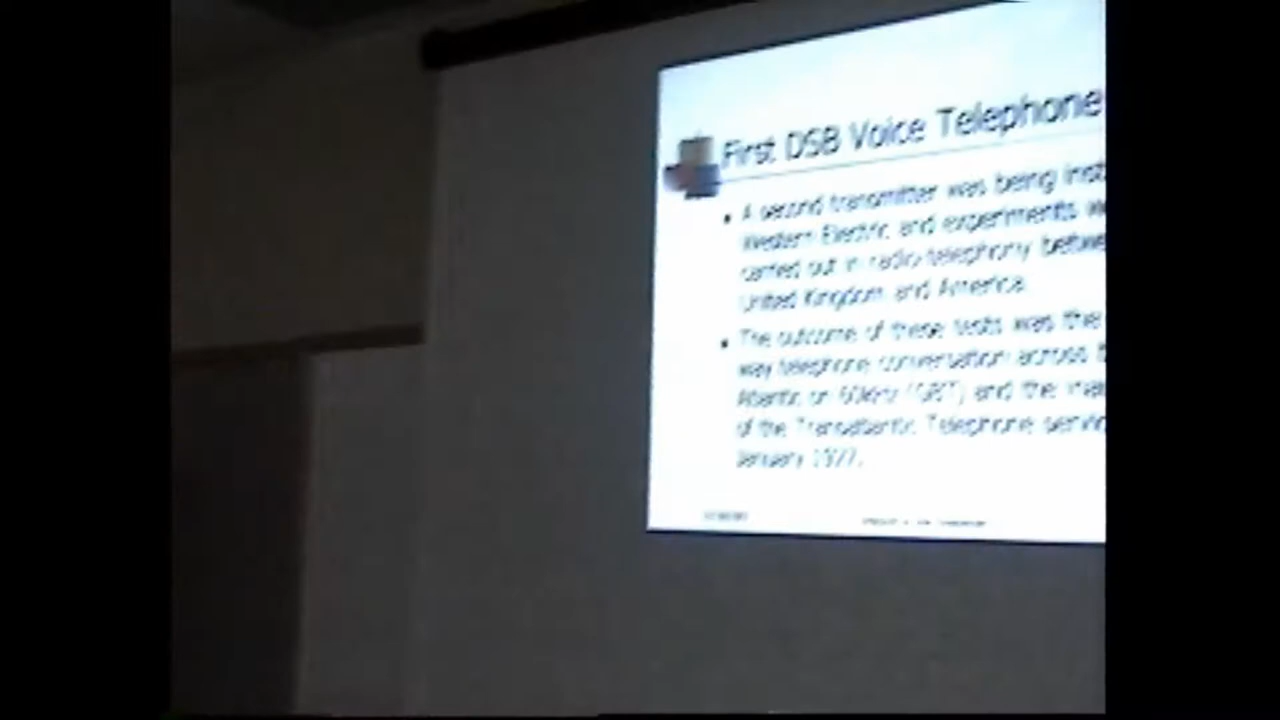 First DSB Voice Telephone
A second transmitter was being inst
Western Electric and experiments w
carried out in radio-telephony betwe
United Kingdom and America.
The outcome of these tests was the
way telephone conversation across t
Atlantic on
and the
of the Transatlantic Telephone servic
January 1927.